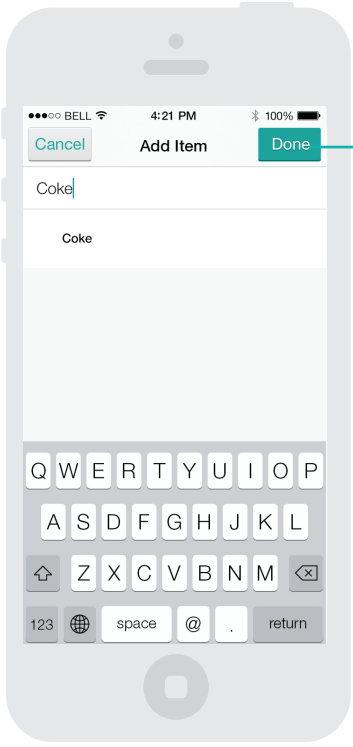 BELL 4:21 PM 100%
Cancel Add Item Done
Coke
Coke
Q W E R T Y U I O P
A S D F G H J K L
Z X C V B N M
123 space @ . return